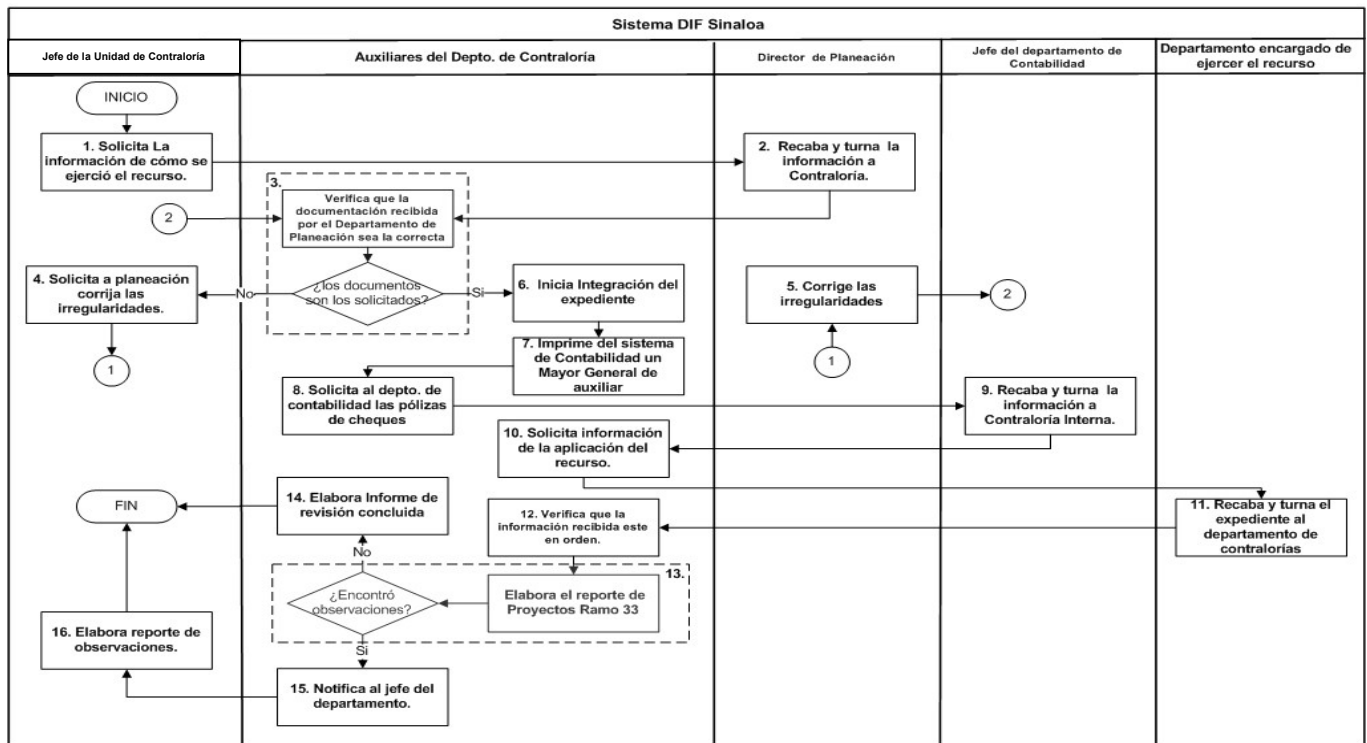 Sistema DIF Sinaloa
Jefe de la Unidad de Contraloría
Auxiliares del Depto. de Contraloría
Director de Planeación
Jefe del departamento de
Contabilidad
Departamento encargado de
ejercer el recurso
INICIO
1. Solicita La
información de cómo se
ejerció el recurso.
2. Recaba y turna la
información a
Contraloría.
3.
Verifica que la
documentación recibida
por el Departamento de
Planeación sea la correcta
2
¿los documentos
son los solicitados?
No
Si
4. Solicita a planeación
corrija las
irregularidades.
1
6. Inicia Integración del
expediente
5. Corrige las
irregularidades
2
1
7. Imprime del sistema
de Contabilidad un
Mayor General de
auxiliar
8. Solicita al depto. de
contabilidad las pólizas
de cheques
9. Recaba y turna la
información a
Contraloría Interna.
10. Solicita información
de la aplicación del
recurso.
11. Recaba y turna el
expediente al
departamento de
contralorías
12. Verifica que la
información recibida este
en orden.
13.
Elabora el reporte de
Proyectos Ramo 33
¿Encontró
observaciones?
No
Si
14. Elabora Informe de
revisión concluida
FIN
15. Notifica al jefe del
departamento.
16. Elabora reporte de
observaciones.